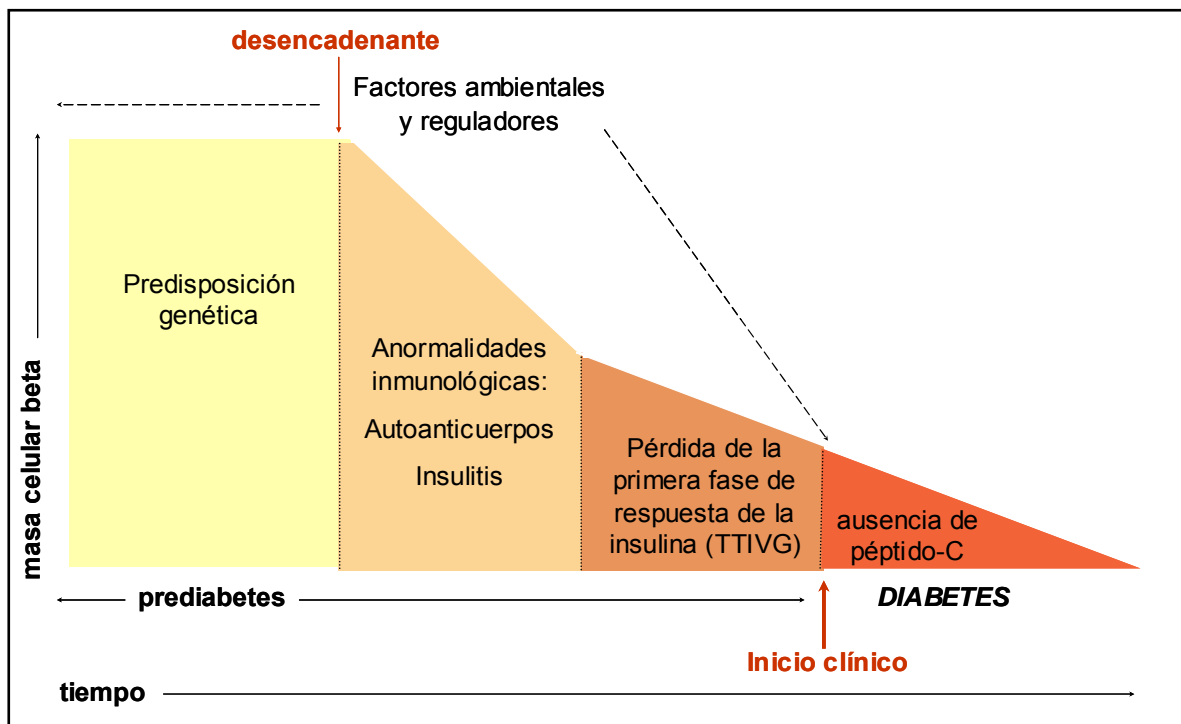 desencadenante
Factores ambientales
y reguladores
masa celular beta
Predisposición
genética
Anormalidades
inmunológicas:
Autoanticuerpos
Insulitis
Pérdida de la
primera fase de
respuesta de la
insulina (TTIVG)
ausencia de
péptido-C
prediabetes
DIABETES
Inicio clínico
tiempo